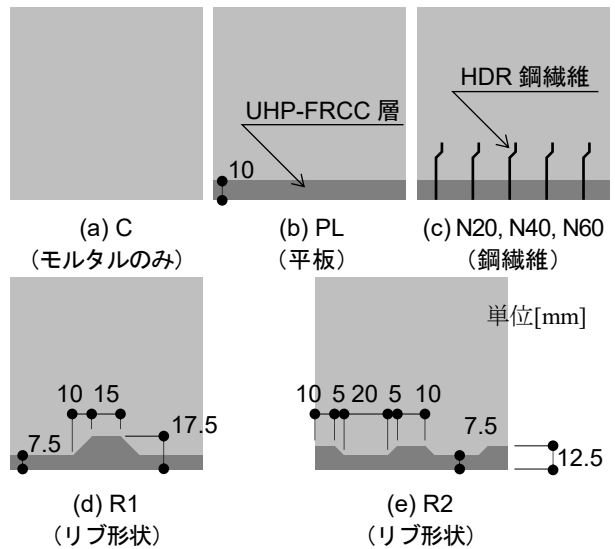 UHP-FRCC 層
HDR 鋼繊維
10
(a) C
(モルタルのみ)
(b) PL
(平板)
(c) N20, N40, N60
(鋼繊維)
単位[mm]
10 15
17.5
7.5
(d) R1
(リブ形状)
10 5 20 5 10
7.5
12.5
(e) R2
(リブ形状)